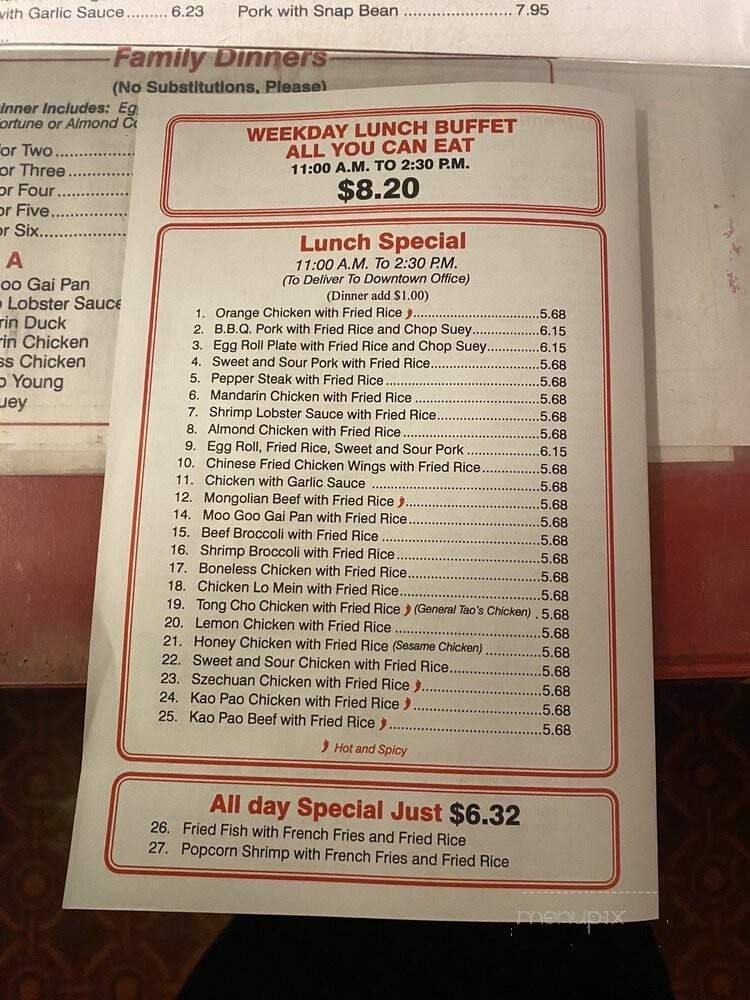 with Garlic Sauce......... 6.23 Pork with Snap Bean ...................... 7.95
Family Dinners
(No Substitutions, Please)
Dinner Includes: Eg
Fortune or Almond Co
or Two
or Three
or Four
or Five
or Six
A
oo Gai Pan
Lobster Sauce
rin Duck
rin Chicken
ss Chicken
o Young
uey
WEEKDAY LUNCH BUFFET
ALL YOU CAN EAT
11:00 A.M. TO 2:30 P.M.
$8.20
Lunch Special
11:00 A.M. To 2:30 P.M.
(To Deliver To Downtown Office)
(Dinner add $1.00)
1. Orange Chicken with Fried Rice ...5.68
2. B.B.Q. Pork with Fried Rice and Chop Suey...6.15
3. Egg Roll Plate with Fried Rice and Chop Suey...6.15
4. Sweet and Sour Pork with Fried Rice...5.68
5. Pepper Steak with Fried Rice ...5.68
6. Mandarin Chicken with Fried Rice ...5.68
7. Shrimp Lobster Sauce with Fried Rice...5.68
8. Almond Chicken with Fried Rice ...5.68
9. Egg Roll, Fried Rice, Sweet and Sour Pork ...6.15
10. Chinese Fried Chicken Wings with Fried Rice...5.68
11. Chicken with Garlic Sauce ...5.68
12. Mongolian Beef with Fried Rice ...5.68
14. Moo Goo Gai Pan with Fried Rice...5.68
15. Beef Broccoli with Fried Rice ...5.68
16. Shrimp Broccoli with Fried Rice...5.68
17. Boneless Chicken with Fried Rice...5.68
18. Chicken Lo Mein with Fried Rice...5.68
19. Tong Cho Chicken with Fried Rice (General Tao's Chicken) . 5.68
20. Lemon Chicken with Fried Rice ...5.68
21. Honey Chicken with Fried Rice (Sesame Chicken) ...5.68
22. Sweet and Sour Chicken with Fried Rice...5.68
23. Szechuan Chicken with Fried Rice ...5.68
24. Kao Pao Chicken with Fried Rice ...5.68
25. Kao Pao Beef with Fried Rice ...5.68
Hot and Spicy
All day Special Just $6.32
26. Fried Fish with French Fries and Fried Rice
27. Popcorn Shrimp with French Fries and Fried Rice
menupix